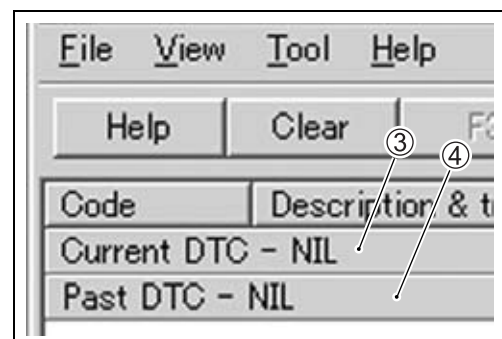 File View Tool Help
Help Clear
③
④
Code Description &
Current DTC - NIL
Past DTC - NIL